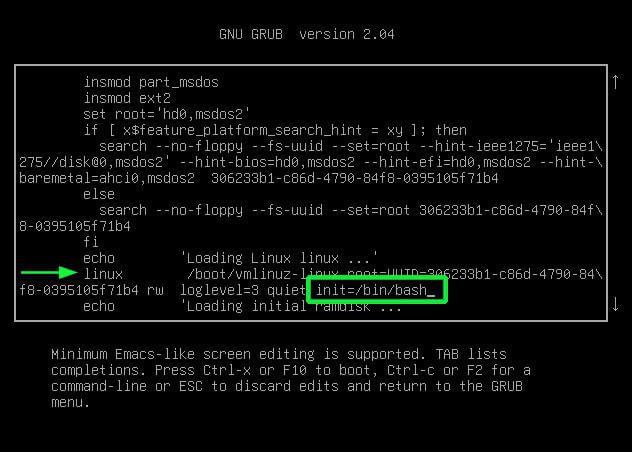 GNU GRUB  version 2.04
insmod part_msdos
insmod ext2
set root='hd0,msdos2'
if [ x$feature_platform_search_hint = xy ]; then
search --no-floppy --fs-uuid --set=root --hint-ieee1275='ieee1\
275//disk@0,msdos2' --hint-bios=hd0,msdos2 --hint-efi=hd0,msdos2 --hint-\
baremetal=ahci0,msdos2  306233b1-c86d-4790-84f8-0395105f71b4
else
search --no-floppy --fs-uuid --set=root 306233b1-c86d-4790-84f\
8-0395105f71b4
fi
echo	'Loading Linux linux ...'
linux	/boot/vmlinuz-linux root=UUID=306233b1-c86d-4790-84\
f8-0395105f71b4 rw  loglevel=3 quiet init=/bin/bash_
echo	'Loading initial ramdisk ...
↑
↓
Minimum Emacs-like screen editing is supported. TAB lists
completions. Press Ctrl-x or F10 to boot, Ctrl-c or F2 for a
command-line or ESC to discard edits and return to the GRUB
menu.